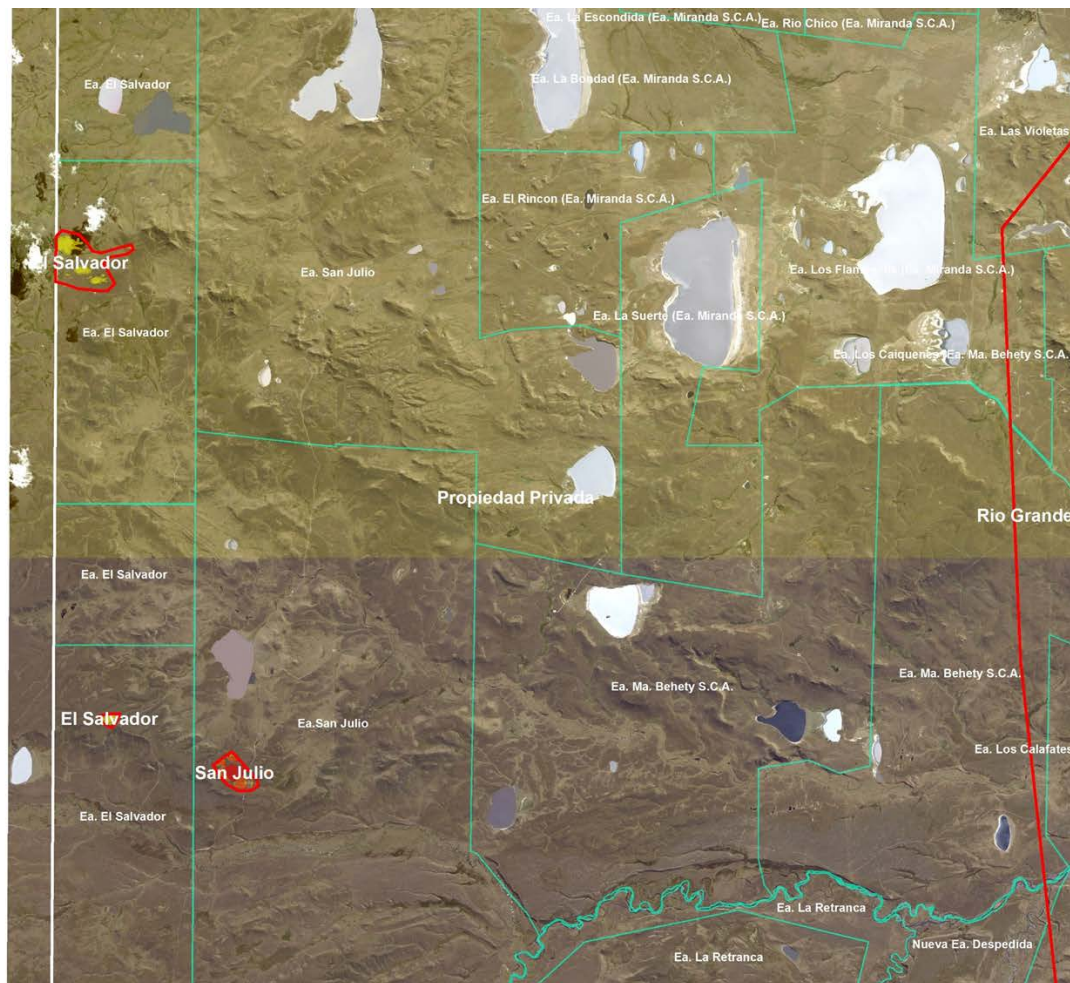 Ea. La Escondida (Ea. Miranda S.C.A.)
Ea. Rio Chico (Ea. Miranda S.C.A.)
Ea. El Salvador
Ea. La Bondad (Ea. Miranda S.C.A.)
Ea. Las Violetas
Ea. El Rincon (Ea. Miranda S.C.A.)
El Salvador
Ea. San Julio
Ea. Los (Ea. Miranda S.C.A.)
Ea. La Suerte (Ea. Miranda S.C.A.)
Ea. El Salvador
Ea. Los Caiquenes (Ea. Ma. Behety S.C.A.
Propiedad Privada
Rio Grande
Ea. El Salvador
Ea. Ma. Behety S.C.A.
Ea. Ma. Behety S.C.A.
El Salvador
Ea.San Julio
Ea. Los Calafates
San Julio
Ea. El Salvador
Ea. La Retranca
Nueva Ea. Despedida
Ea. La Retranca